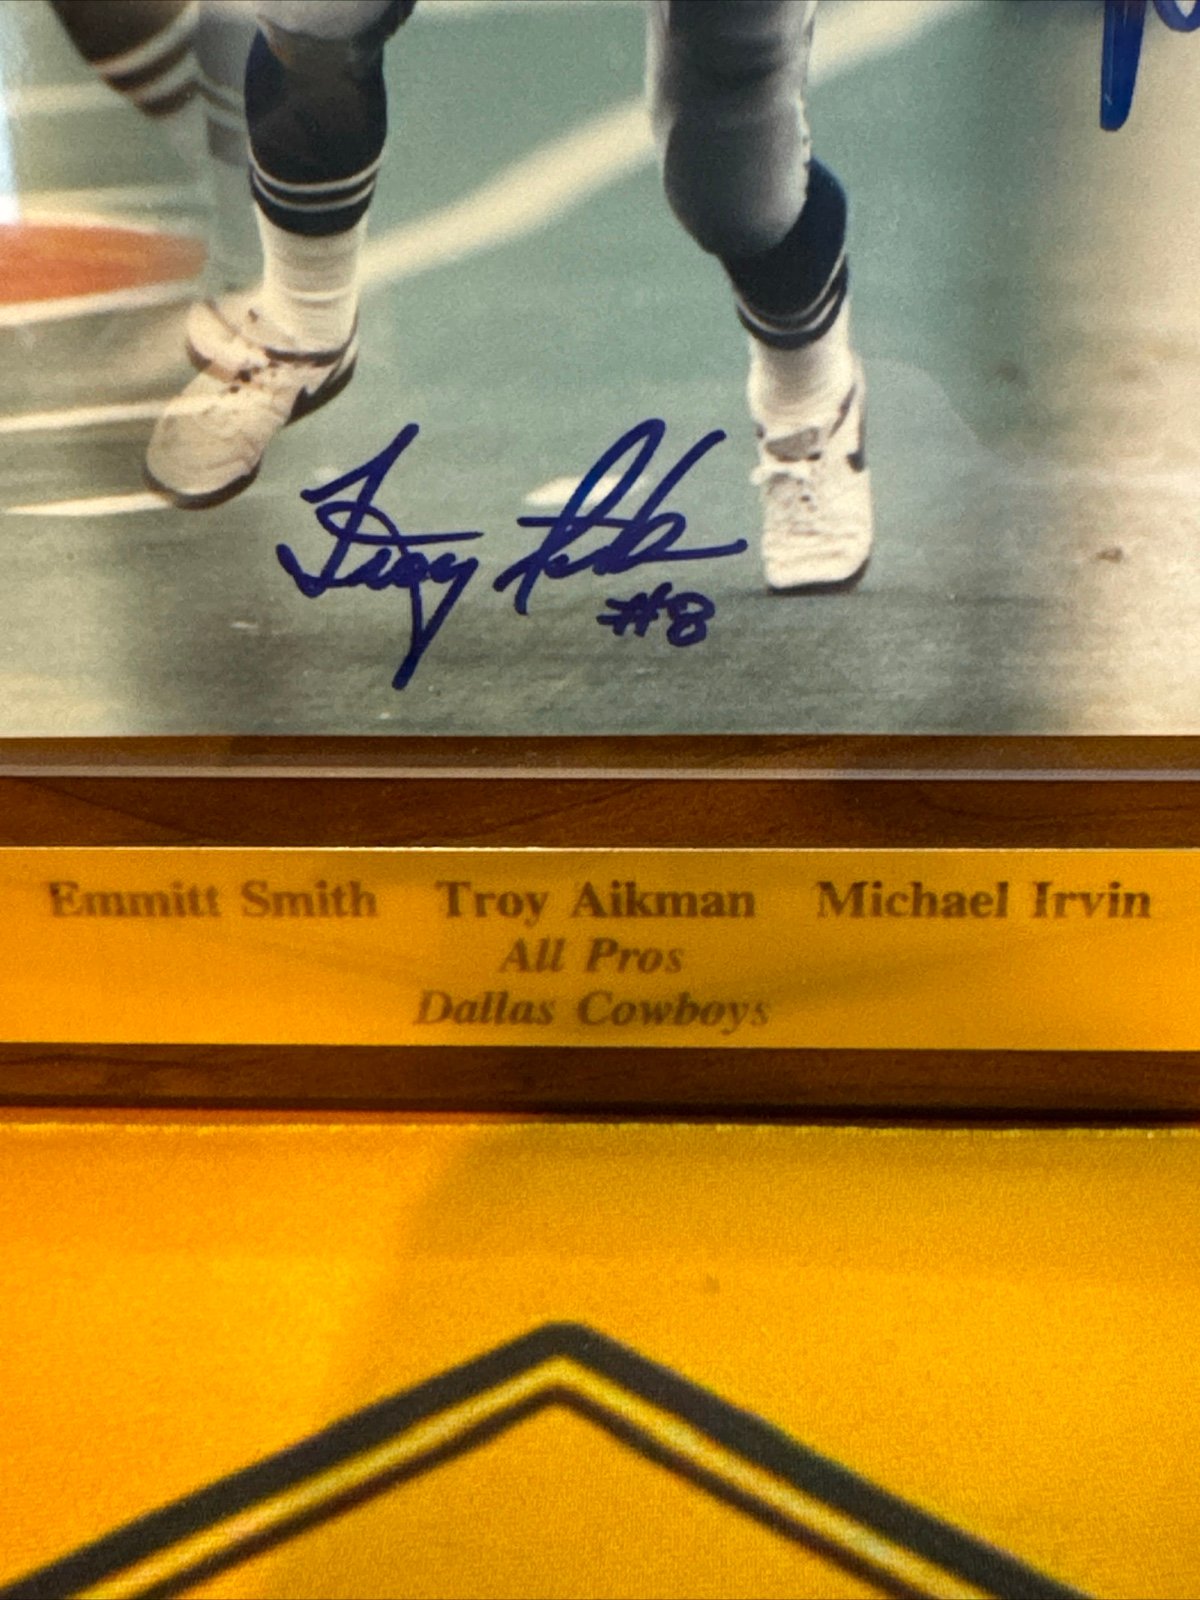 Troy Aikman
#8
Emmitt Smith Troy Aikman Michael Irvin
All Pros
Dallas Cowboys